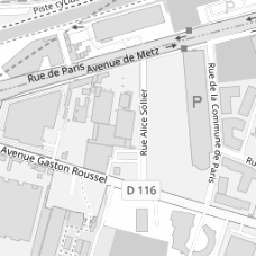 Piste cyc
Rue de Paris
Avenue de Metz
Rue de la Commune de Paris
P
Rue Alice Sollier
Avenue Gaston Roussel
D 116